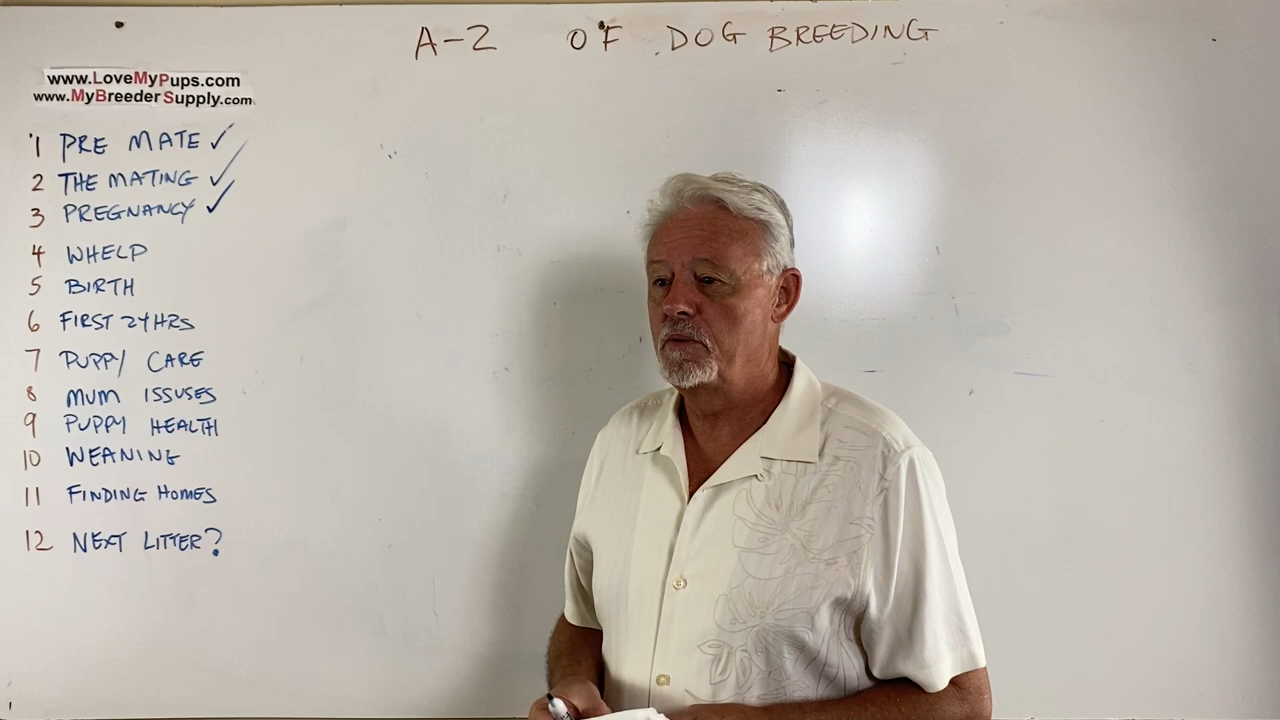 A-Z OF DOG BREEDING
www.LoveMyPups.com
www.MyBreederSupply.com
1 PRE MATE ✓
2 THE MATING ✓
3 PREGNANCY ✓
4 WHELP
5 BIRTH
6 FIRST 24HRS
7 PUPPY CARE
8 MUM ISSUSES
9 PUPPY HEALTH
10 WEANING
11 FINDING HOMES
12 NEXT LITTER?